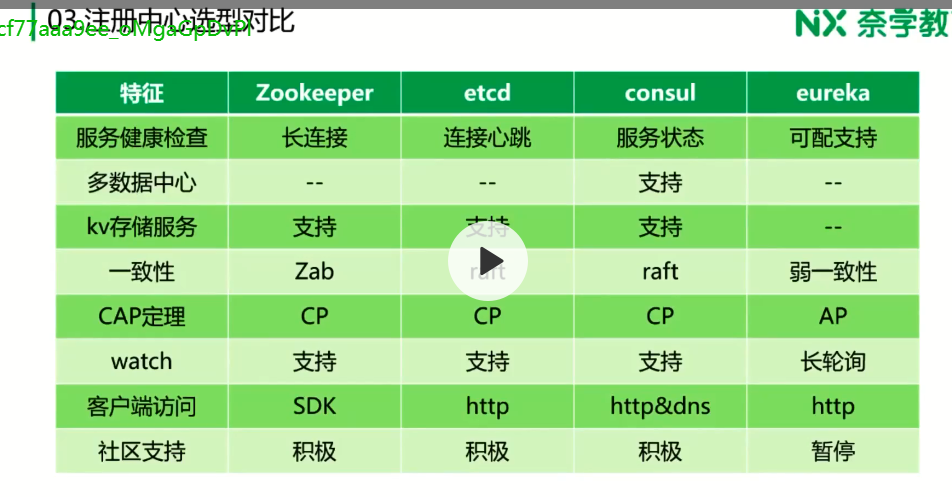 03 注册中心选型对比
cf77aaa9ee_oMgaGpDvPl
NX 奈学教
特征 Zookeeper etcd consul eureka
服务健康检查 长连接 连接心跳 服务状态 可配支持
多数据中心 -- -- 支持 --
kv存储服务 支持 支持 支持 --
一致性 Zab raft raft 弱一致性
CAP定理 CP CP CP AP
watch 支持 支持 支持 长轮询
客户端访问 SDK http http&dns http
社区支持 积极 积极 积极 暂停